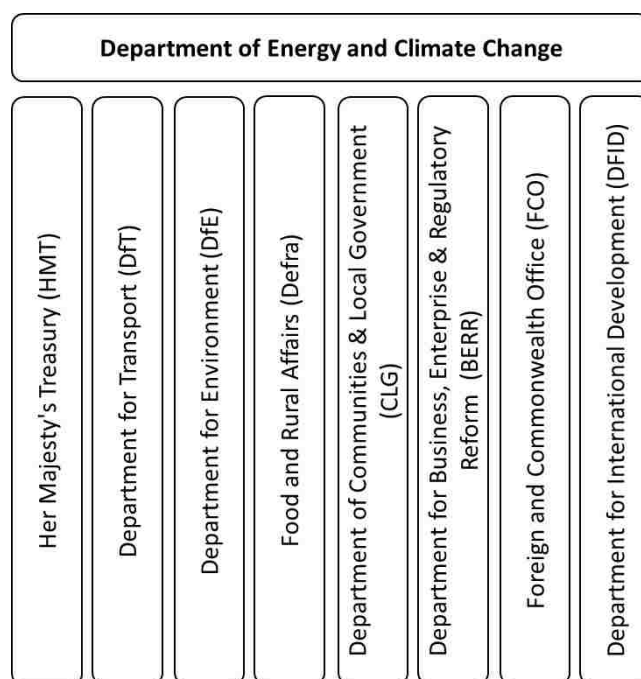 Department of Energy and Climate Change
Her Majesty's Treasury (HMT)
Department for Transport (DfT)
Department for Environment (DfE)
Food and Rural Affairs (Defra)
Department of Communities & Local Government
(CLG)
Department for Business, Enterprise & Regulatory
Reform (BERR)
Foreign and Commonwealth Office (FCO)
Department for International Development (DFID)